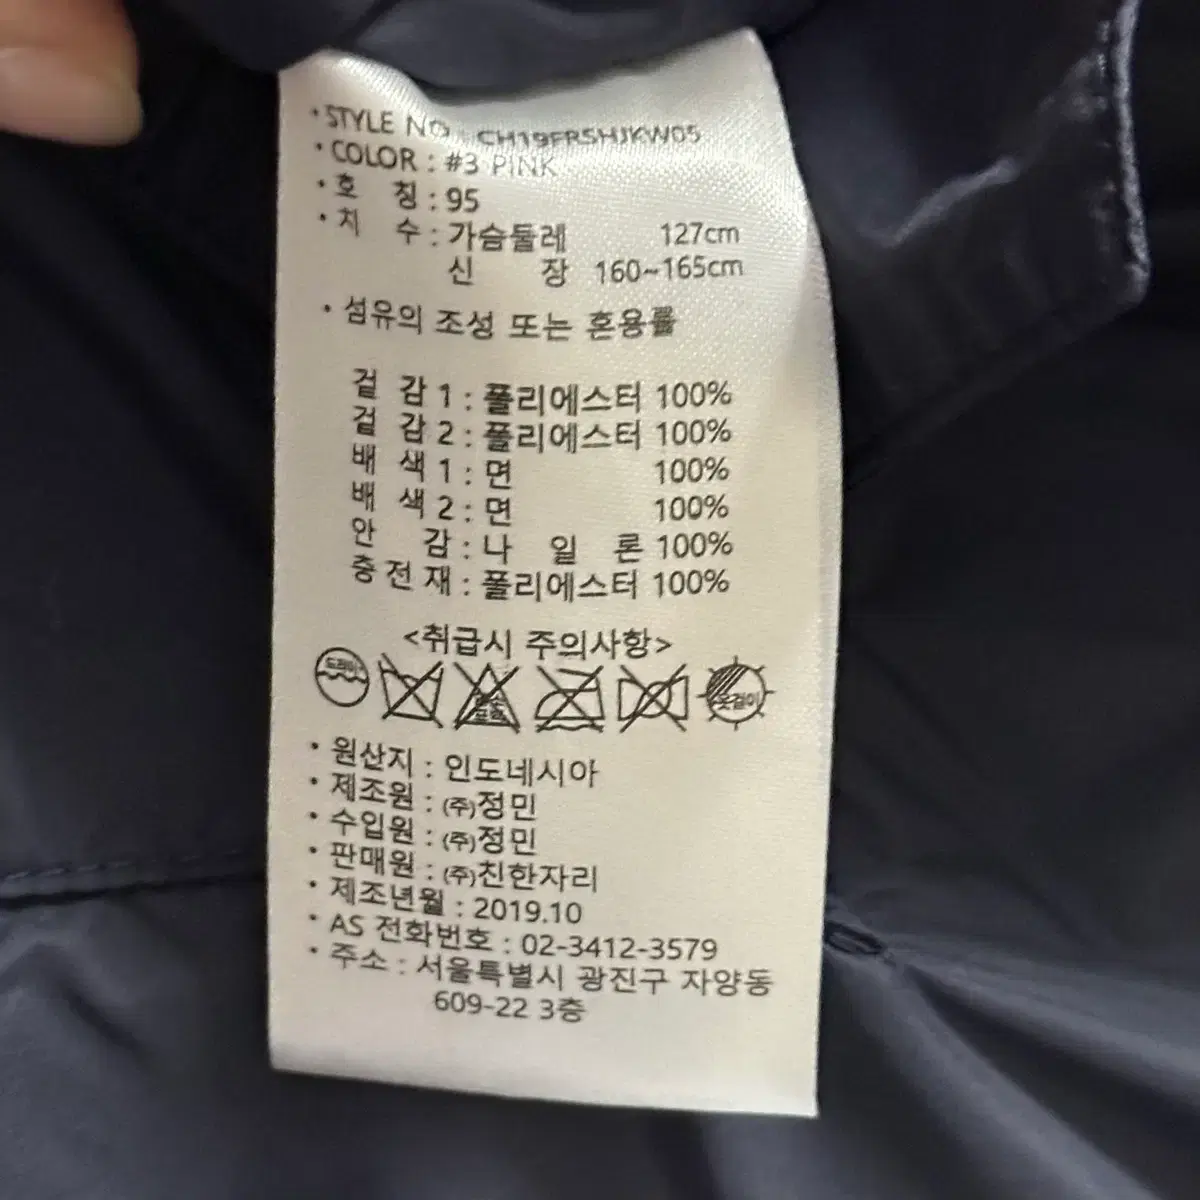 · STYLE NO : CH19FRSHJKW05
· COLOR : #3 PINK
· 호 칭 : 95
· 치 수 : 가슴둘레 127cm
신 장 160~165cm
· 섬유의 조성 또는 혼용률
겉 감 1 : 폴리에스터 100%
겉 감 2 : 폴리에스터 100%
배 색 1 : 면 100%
배 색 2 : 면 100%
안 감 : 나 일 론 100%
충 전 재 : 폴리에스터 100%
<취급시 주의사항>
드라이 옷걸이
· 원산지 : 인도네시아
· 제조원 : (주)정민
· 수입원 : (주)정민
· 판매원 : (주)친한자리
· 제조년월 : 2019.10
· AS 전화번호 : 02-3412-3579
· 주소 : 서울특별시 광진구 자양동
609-22 3층